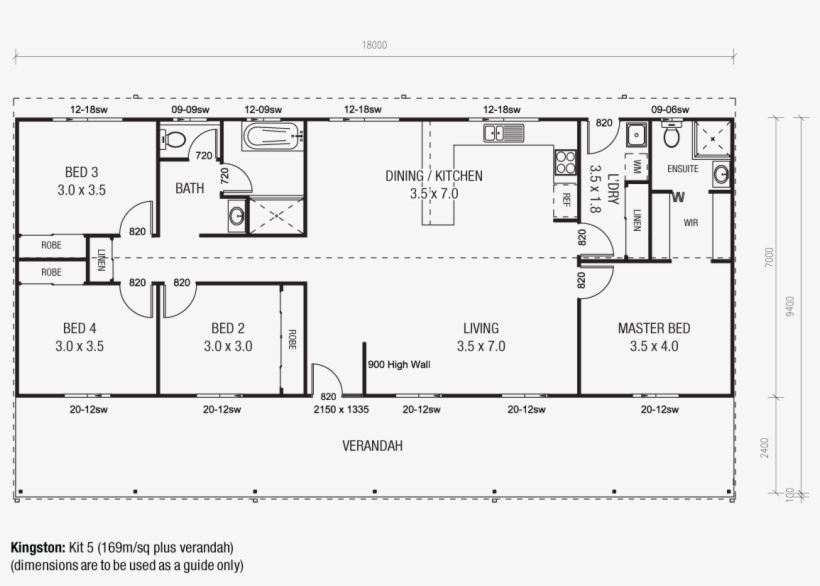 18000
12-18sw
09-09sw
12-09sw
12-18sw
12-18sw
09-06sw
820
720
BED 3
3.0 x 3.5
720
BATH
DINING / KITCHEN
3.5 x 7.0
WM
ENSUITE
L'DRY
3.5 x 1.8
REF
W
WIR
LINEN
820
820
ROBE
LINEN
ROBE
820
820
820
7000
9400
BED 4
3.0 x 3.5
BED 2
3.0 x 3.0
ROBE
LIVING
3.5 x 7.0
MASTER BED
3.5 x 4.0
900 High Wall
820
20-12sw
20-12sw
2150 x 1335
20-12sw
20-12sw
20-12sw
VERANDAH
2400
100
Kingston: Kit 5 (169m/sq plus verandah)
(dimensions are to be used as a guide only)